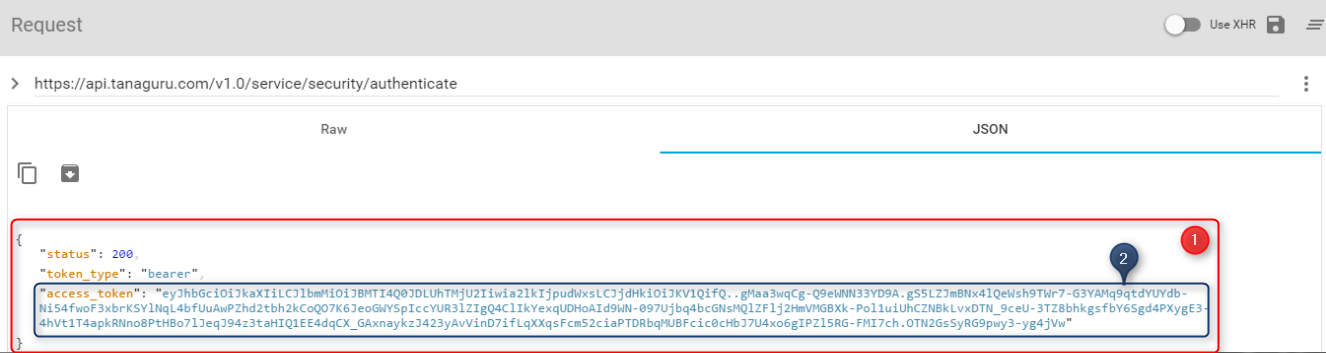 Request
Use XHR
https://api.tanaguru.com/v1.0/service/security/authenticate
Raw
JSON
{
1
"status": 200,
2
"token_type": "bearer",
"access_token": "eyJhbGciOiJkaXIiLCJlbmMiOiJBMTI4Q0JDLUhTMjU2Iiwia2lkIjpudWxsLCJjdHkiOiJKV1QifQ..gMaa3wqCg-Q9eWNN33YD9A.gS5LZJmBNx4lQeWsh9TWr7-G3YAMq9qtdYUYdb-
Ni54fwoF3xbrKSYlNqL4bfUuAwPZhd2tbh2kCoQO7K6JeoGWYSpIccYUR3lZIgQ4ClIkYexqUDHoAId9WN-097Ujbq4bcGNsMQlZFlj2HmVMGBXk-Pol1uiUhCZNBkLvxDTN_9ceU-3TZ8bhkgsfbY6Sgd4PXygE3-
4hVt1T4apkRNno8PtHBo7lJeqJ94z3taHIQ1EE4dqCX_GAxnaykzJ423yAvVinD7ifLqXXqsFcm52ciaPTDRbqMUBFcic0cHbJ7U4xo6gIPZl5RG-FMI7ch.OTN2GsSyRG9pwy3-yg4jVw"
}